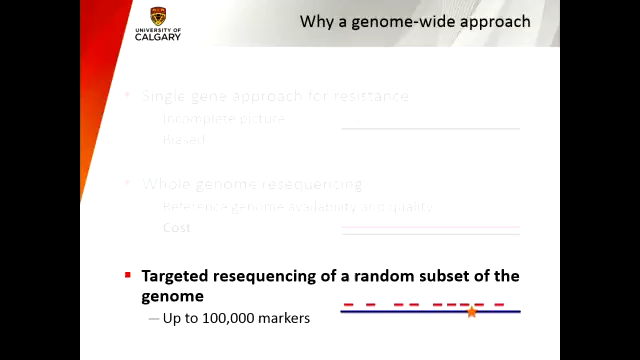 Why a genome-wide approach
UNIVERSITY OF
CALGARY
Single gene approach for resistance
Incomplete picture
Biased
Whole genome resequencing
Reference genome availability and quality
Cost
Targeted resequencing of a random subset of the
genome
— Up to 100,000 markers